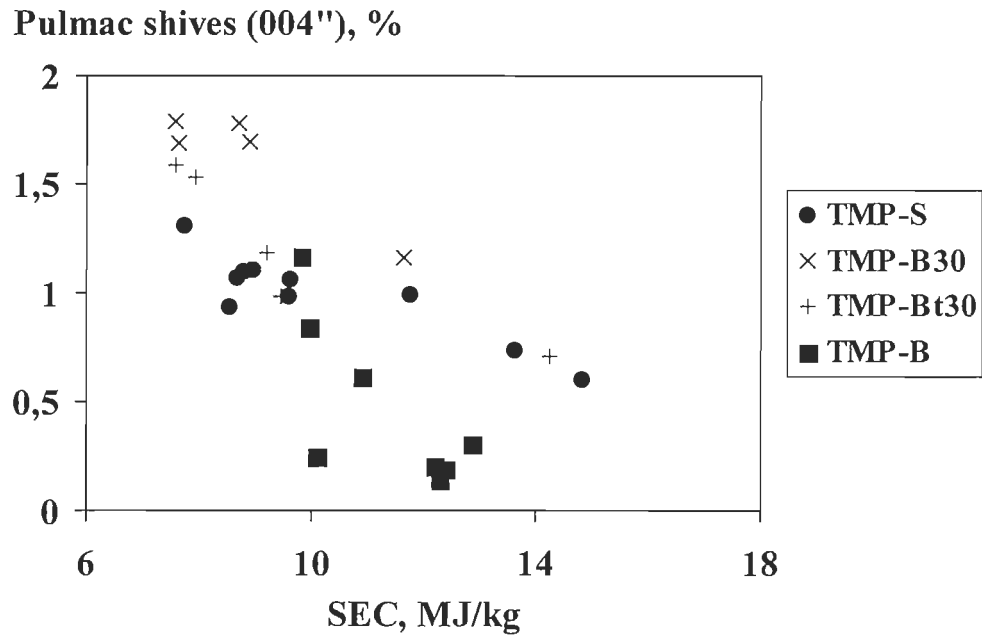 Pulmac shives (004"), %
2
1,5
1
0,5
0
6
10
14
18
SEC, MJ/kg
TMP-S
TMP-B30
TMP-Bt30
TMP-B